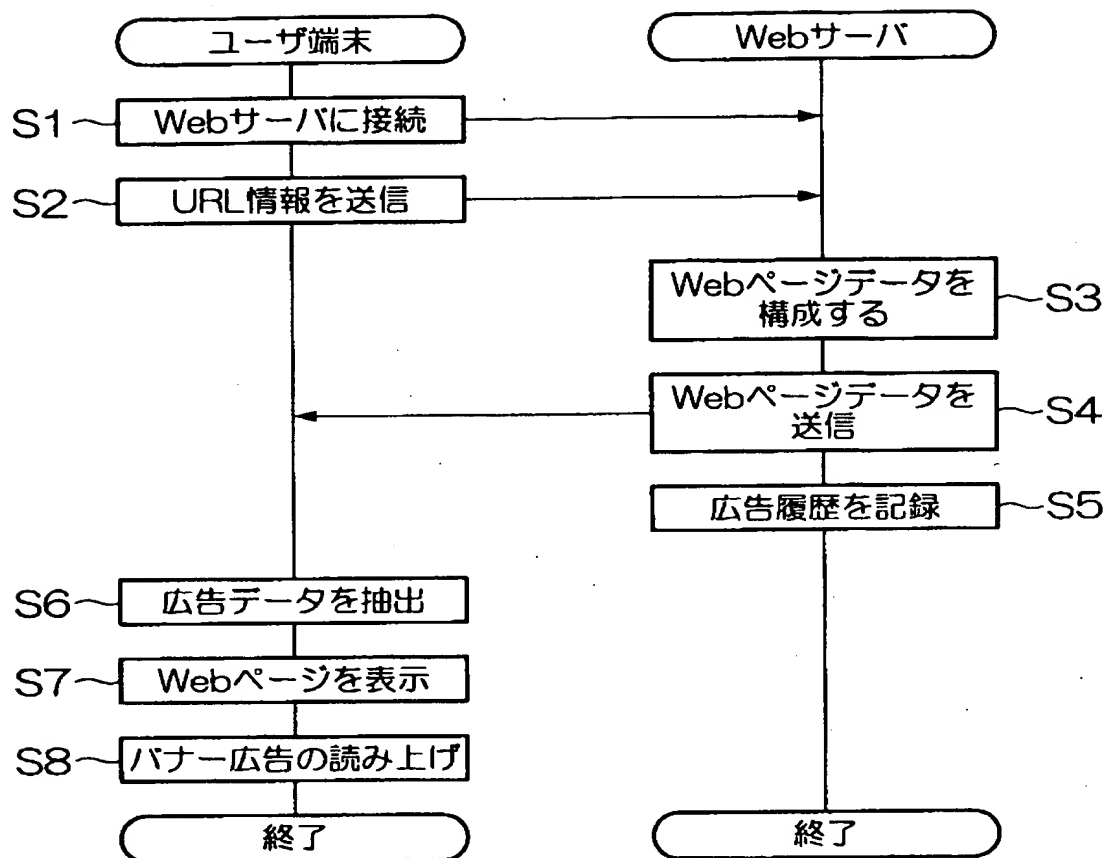 ユーザ端末
Webサーバ
S1
Webサーバに接続
S2
URL情報を送信
Webページデータを
構成する
S3
Webページデータを
送信
S4
広告履歴を記録
S5
S6
広告データを抽出
S7
Webページを表示
S8
バナー広告の読み上げ
終了
終了